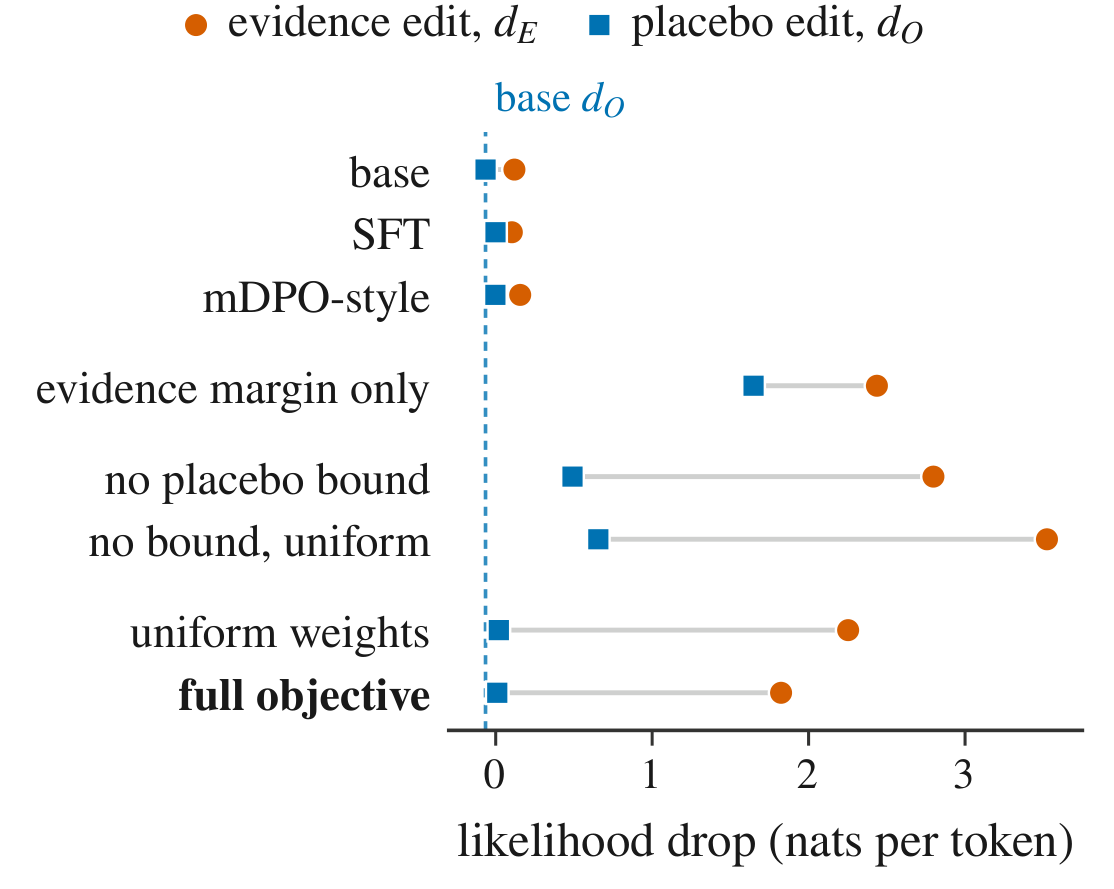 evidence edit, d_E placebo edit, d_O
base d_O
base
SFT
mDPO-style
evidence margin only
no placebo bound
no bound, uniform
uniform weights
full objective
0 1 2 3
likelihood drop (nats per token)